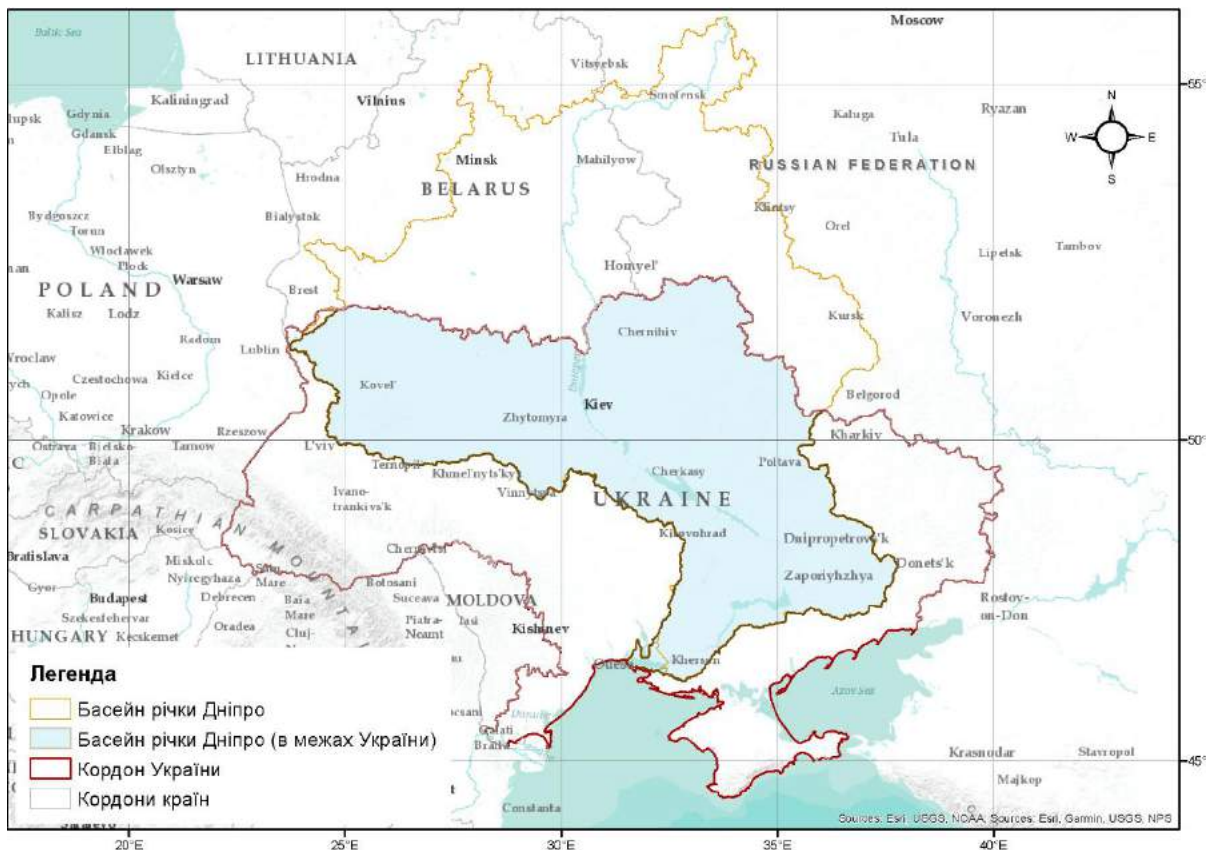 Moscow
Baltic Sea
LITHUANIA
Vitsyebsk
Smolensk
55°
Kaliningrad
Vilnius
Kaluga
Ryazan
Gdynia
Gdansk
Elblag
Tula
N
W
E
S
Olsztyn
Hrodna
Minsk
Mahilyow
RUSSIAN FEDERATION
BELARUS
Bialystok
Klintsy
Orel
Bydgoszcz
Torun
Wloclawek
Plock
Lipetsk
Tambov
Warsaw
Brest
Homyel'
POLAND
Kalisz
Lodz
Kursk
Voronezh
Radom
Lublin
Chernihiv
Wroclaw
Czestochowa
Kielce
Opole
Kovel'
Belgorod
Katowice
Zhytomyra
Kiev
Krakow
Tarnow
Rzeszow
L'viv
Kharkiv
50°
Ostrava
Bielsko-
Biala
Ternopil'
Khmel'nyts'kyy
Cherkasy
Poltava
Vinnytsya
UKRAINE
Ivano-
frankivs'k
CARPATHIAN MOUNTA
SLOVAKIA
Kosice
Kirovohrad
Dnipropetrovs'k
Donets'k
Bratislava
Miskolc
Chernivtsi
Zaporiyhzhya
Gyor
Nyiregyhaza
Satu
Mare
Botosani
Budapest
Debrecen
Baia
Mare
Suceava
MOLDOVA
Rostov-
on-Don
Szekesfehervar
Oradea
Cluj-
Piatra-
Neamt
Iasi
HUNGARY
Kecskemet
Kishinev
Odesa
Kherson
Azov Sea
Легенда
Басейн річки Дніпро
Басейн річки Дніпро (в межах України)
Кордон України
Кордони країн
Galati
Braila
Krasnodar
Stavropol
45°
Majkop
Constanta
Sources: Esri, USGS, NOAA, Sources: Esri, Garmin, USGS, NPS
20°E
25°E
30°E
35°E
40°E